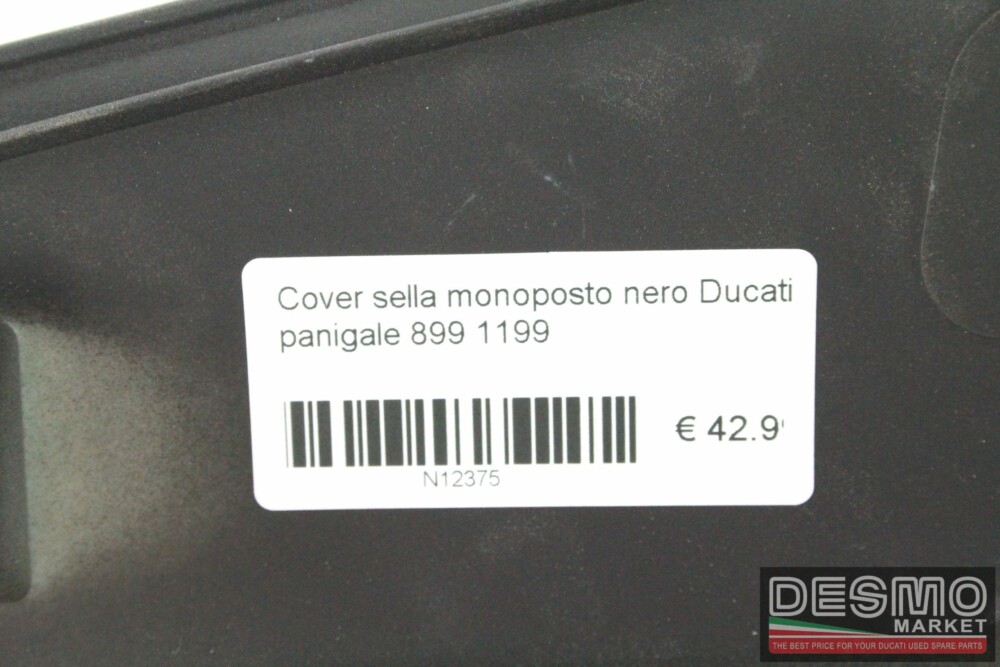 Cover sella monoposto nero Ducati
panigale 899 1199
€ 42.9
N12375
DESMO
MARKET
THE BEST PRICE FOR YOUR DUCATI USED SPARE PARTS